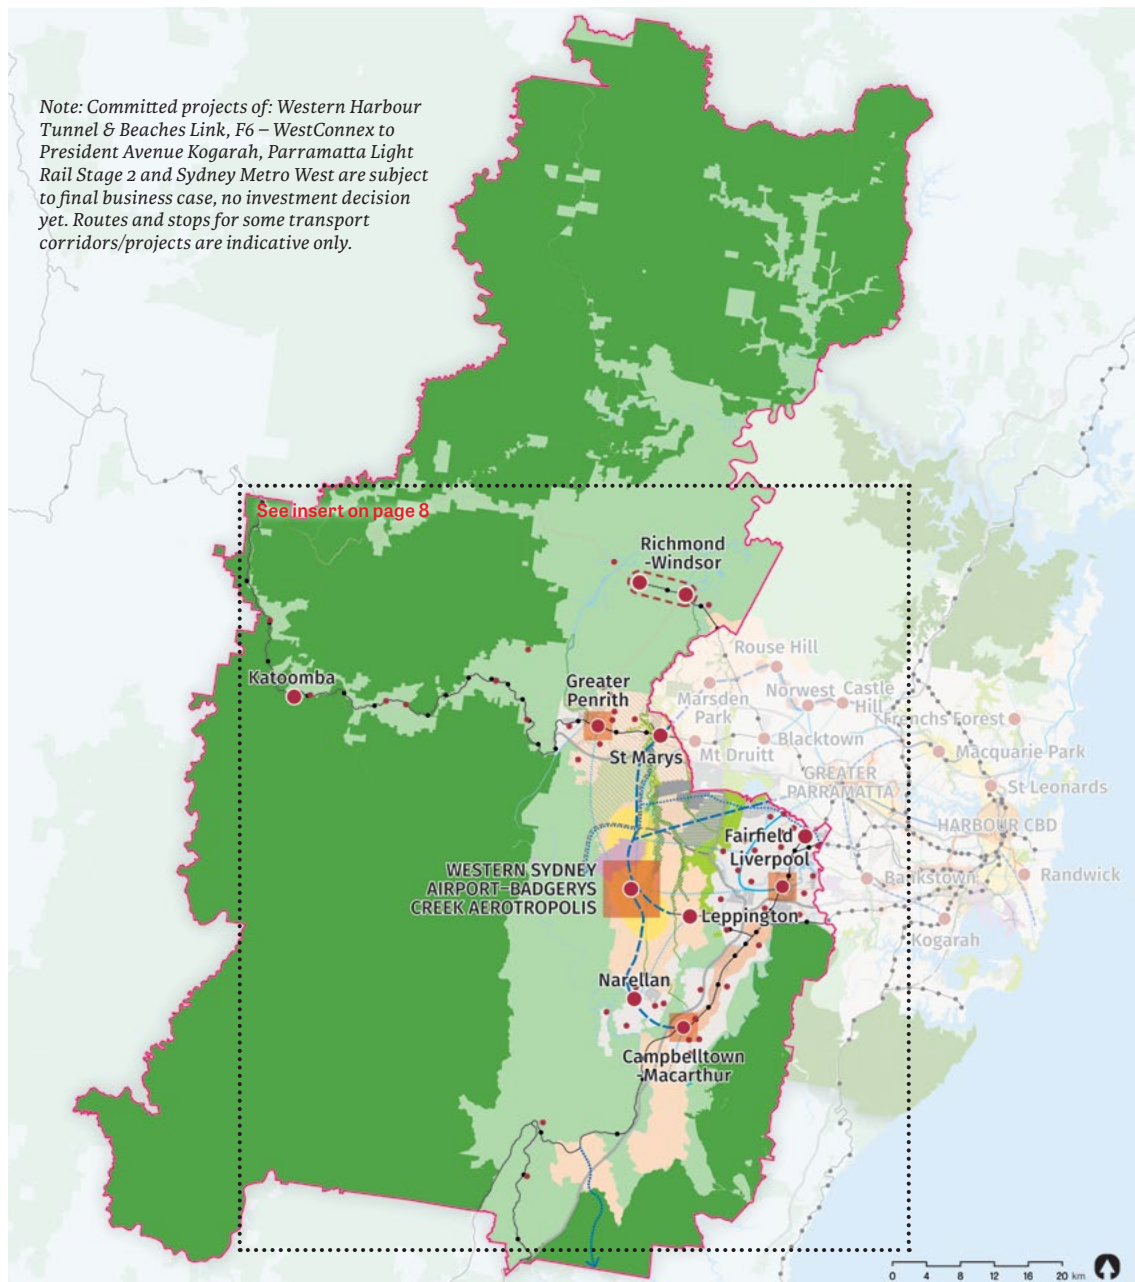 Note: Committed projects of: Western Harbour
Tunnel & Beaches Link, F6 – WestConnex to
President Avenue Kogarah, Parramatta Light
Rail Stage 2 and Sydney Metro West are subject
to final business case, no investment decision
yet. Routes and stops for some transport
corridors/projects are indicative only.
See insert on page 8
Richmond
-Windsor
Rouse Hill
Katoomba
Greater
Penrith
Marsden
Park
Norwest
Castle
Hill
Frenchs Forest
St Marys
Mt Druitt
Blacktown
Macquarie Park
GREATER
PARRAMATTA
St Leonards
Fairfield
HARBOUR CBD
Liverpool
WESTERN SYDNEY
AIRPORT–BADGERYS
CREEK AEROTROPOLIS
Bankstown
Randwick
Leppington
Kogarah
Narellan
Campbelltown
-Macarthur
0 4 8 12 16 20 km